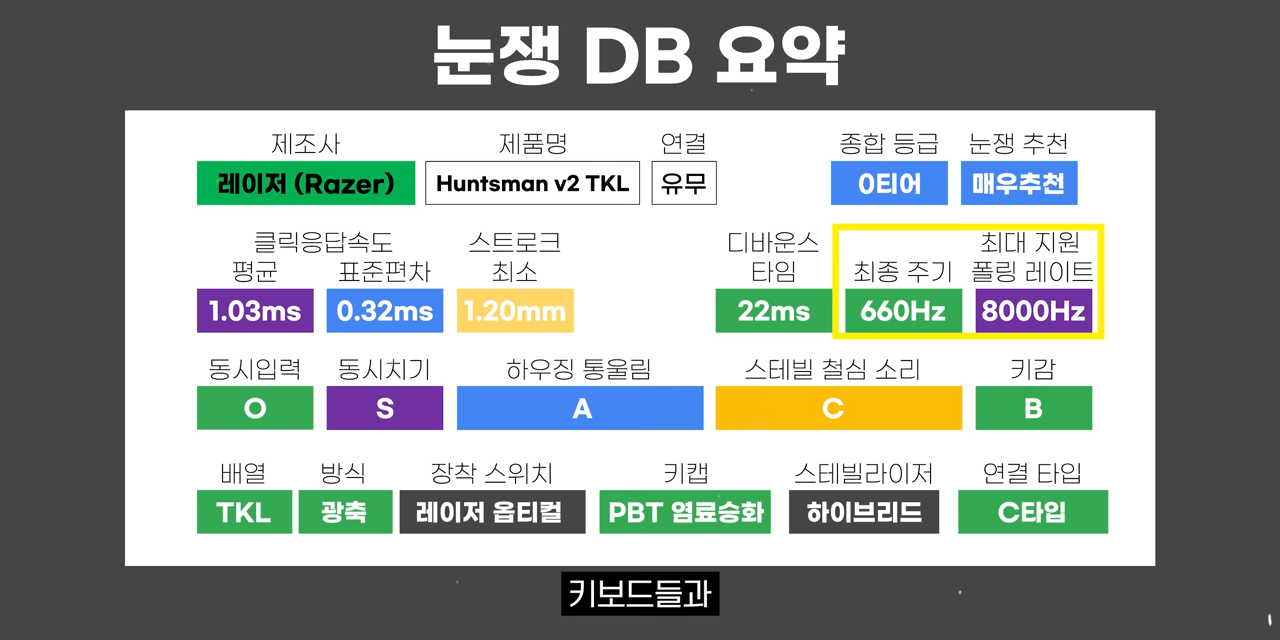 눈쟁 DB 요약
제조사 제품명 연결 종합 등급 눈쟁 추천
레이저 (Razer) Huntsman v2 TKL 유무 0티어 매우추천
클릭응답속도 스트로크 디바운스 최대 지원
평균 표준편차 최소 타임 최종 주기 폴링 레이트
1.03ms 0.32ms 1.20mm 22ms 660Hz 8000Hz
동시입력 동시치기 하우징 통울림 스테빌 철심 소리 키감
O S A C B
배열 방식 장착 스위치 키캡 스테빌라이저 연결 타입
TKL 광축 레이저 옵티컬 PBT 염료승화 하이브리드 C타입
키보드들과